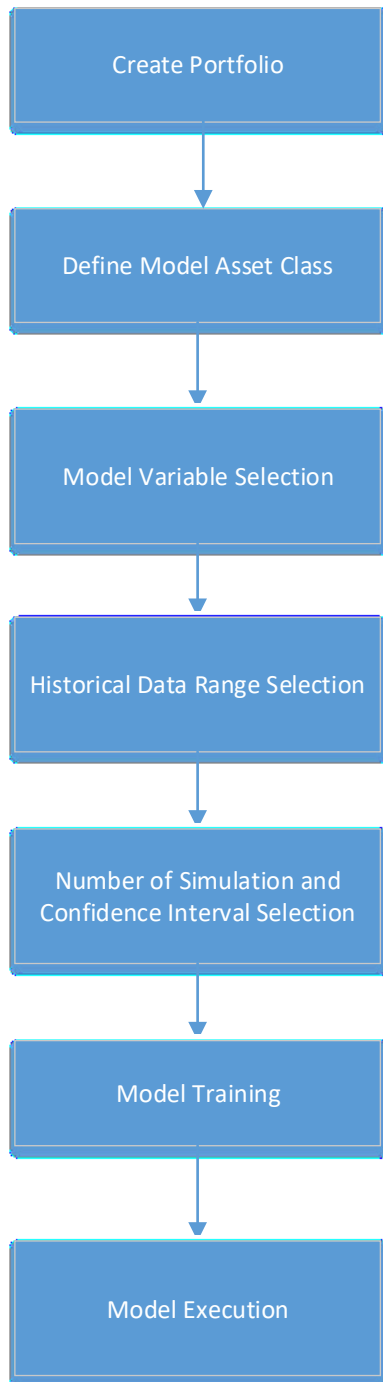 Create Portfolio
Define Model Asset Class
Model Variable Selection
Historical Data Range Selection
Number of Simulation and
Confidence Interval Selection
Model Training
Model Execution